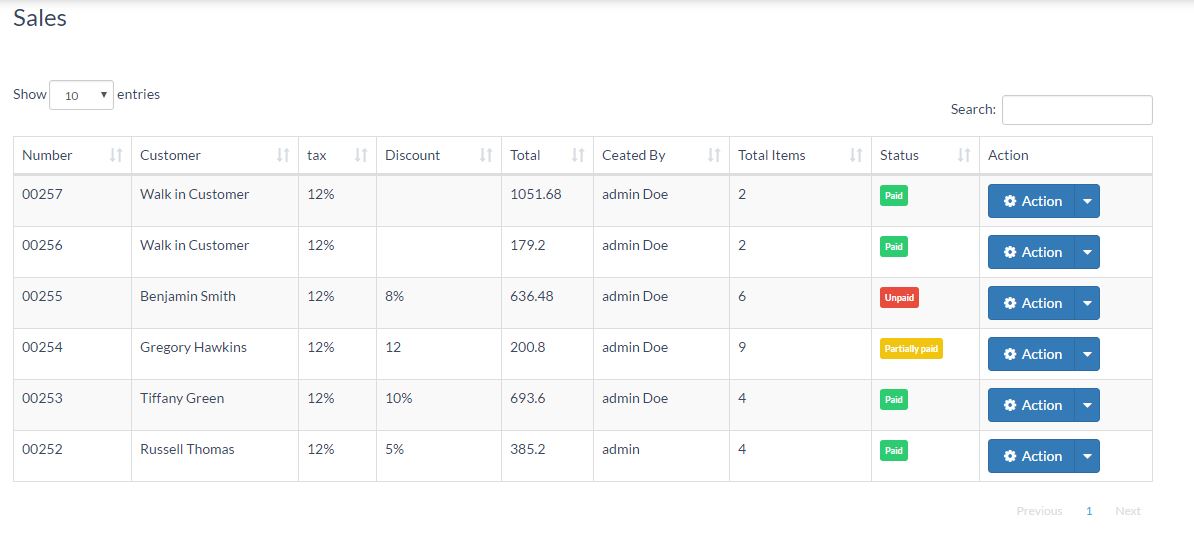 Sales
Show 10 entries
Search:
Number Customer tax Discount Total Ceated By Total Items Status Action
00257 Walk in Customer 12% 1051.68 admin Doe 2 Paid Action
00256 Walk in Customer 12% 179.2 admin Doe 2 Paid Action
00255 Benjamin Smith 12% 8% 636.48 admin Doe 6 Unpaid Action
00254 Gregory Hawkins 12% 12 200.8 admin Doe 9 Partially paid Action
00253 Tiffany Green 12% 10% 693.6 admin Doe 4 Paid Action
00252 Russell Thomas 12% 5% 385.2 admin 4 Paid Action
Previous 1 Next